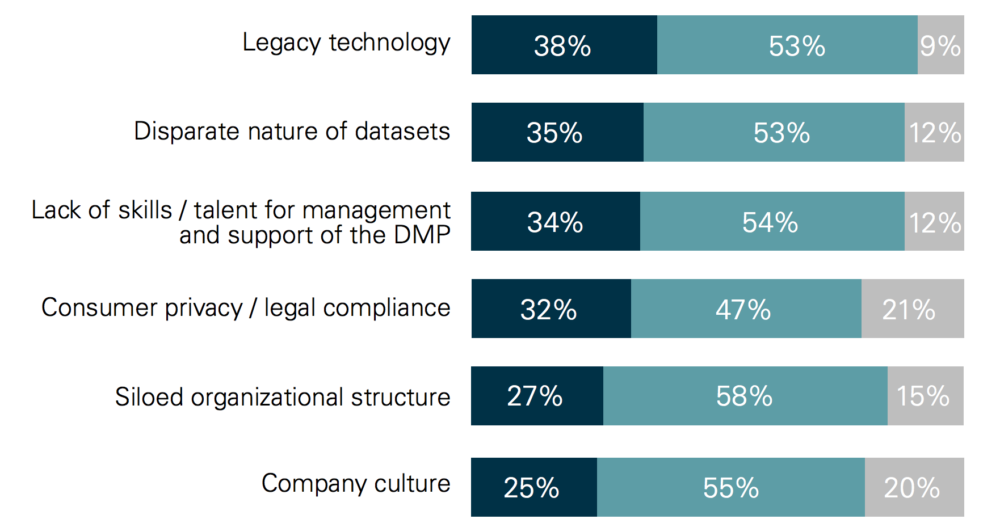 Legacy technology
38% 53% 9%
Disparate nature of datasets
35% 53% 12%
Lack of skills / talent for management
and support of the DMP
34% 54% 12%
Consumer privacy / legal compliance
32% 47% 21%
Siloed organizational structure
27% 58% 15%
Company culture
25% 55% 20%